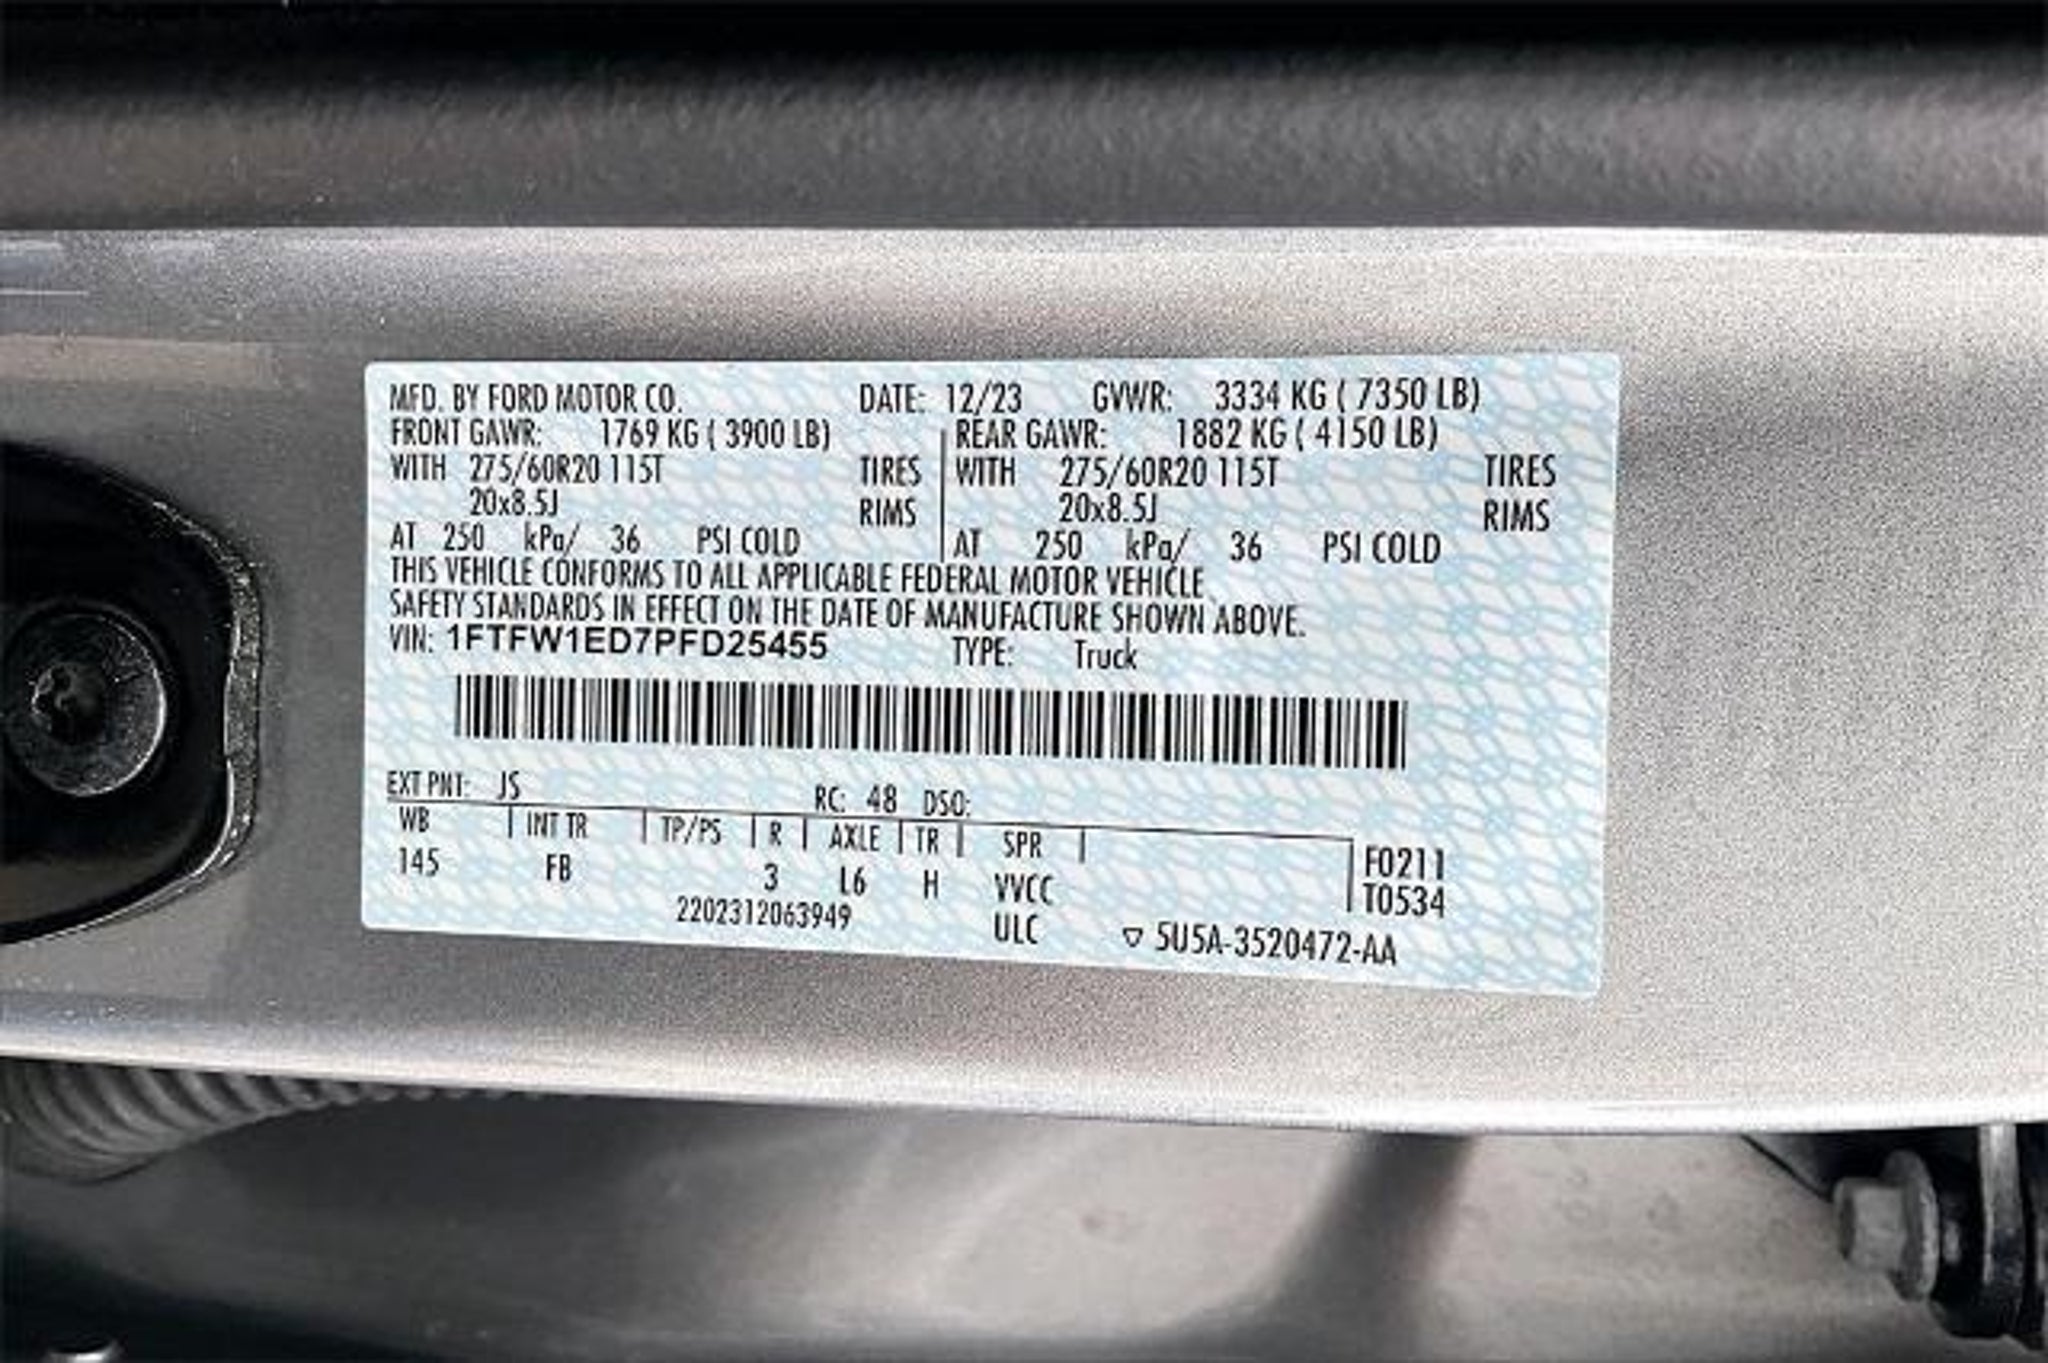 MFD. BY FORD MOTOR CO. DATE: 12/23 GVWR: 3334 KG ( 7350 LB)
FRONT GAWR: 1769 KG ( 3900 LB) REAR GAWR: 1882 KG ( 4150 LB)
WITH 275/60R20 115T TIRES WITH 275/60R20 115T TIRES
20x8.5J RIMS 20x8.5J RIMS
AT 250 kPa/ 36 PSI COLD AT 250 kPa/ 36 PSI COLD
THIS VEHICLE CONFORMS TO ALL APPLICABLE FEDERAL MOTOR VEHICLE
SAFETY STANDARDS IN EFFECT ON THE DATE OF MANUFACTURE SHOWN ABOVE.
VIN: 1FTFW1ED7PFD25455 TYPE: Truck
EXT PNT: JS RC: 48 DSO:
WB INT TR TP/PS R AXLE TR SPR
145 FB 3 L6 H VVCC F0211
T0534
2202312063949 ULC ▽ 5U5A-3520472-AA